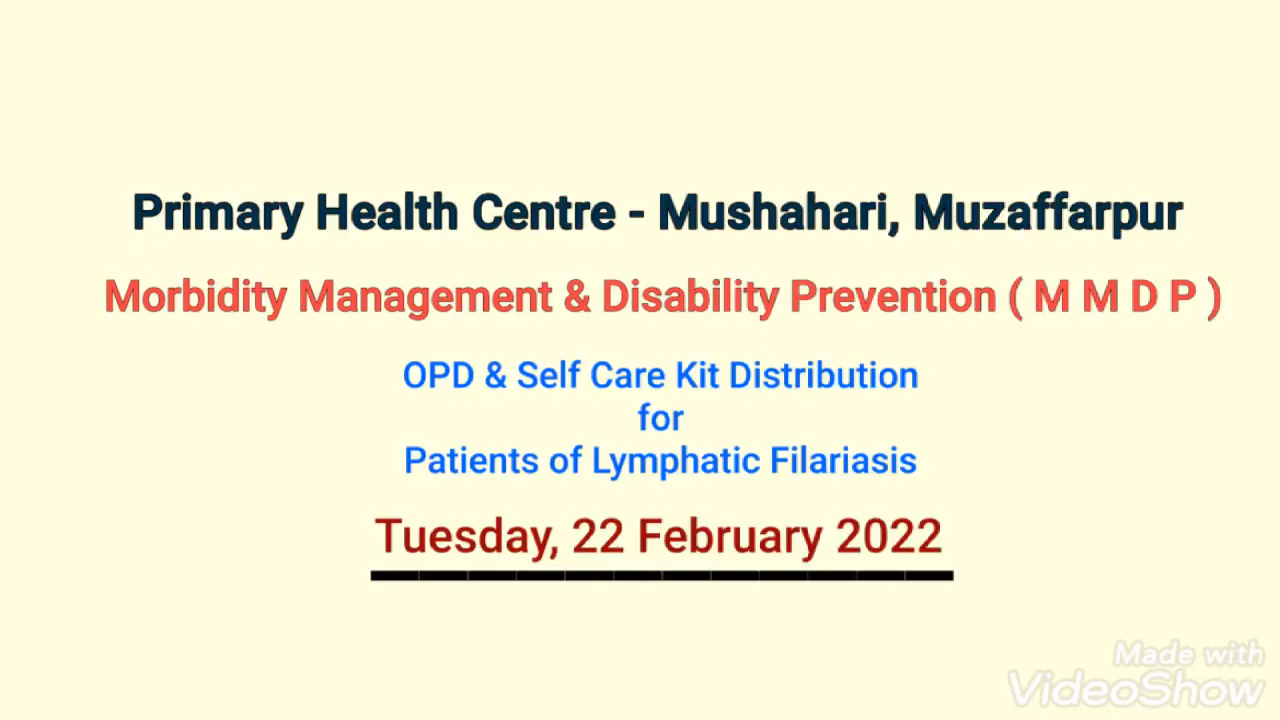 Primary Health Centre - Mushahari, Muzaffarpur
Morbidity Management & Disability Prevention ( M M D P )
OPD & Self Care Kit Distribution
for
Patients of Lymphatic Filariasis
Tuesday, 22 February 2022
Made with
VideoShow